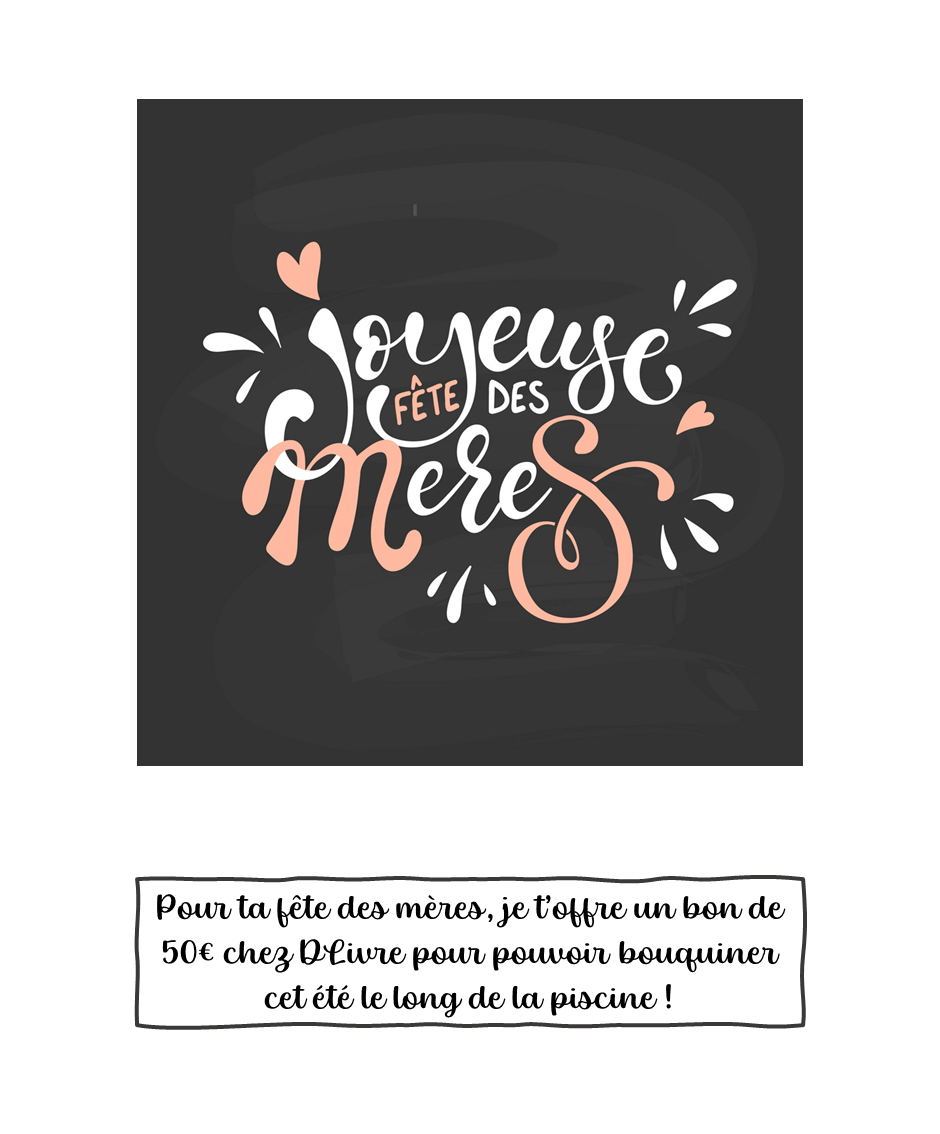 Joyeuse
FÊTE DES
meres
Pour ta fête des mères, je t'offre un bon de
50€ chez DLivre pour pouvoir bouquiner
cet été le long de la piscine !